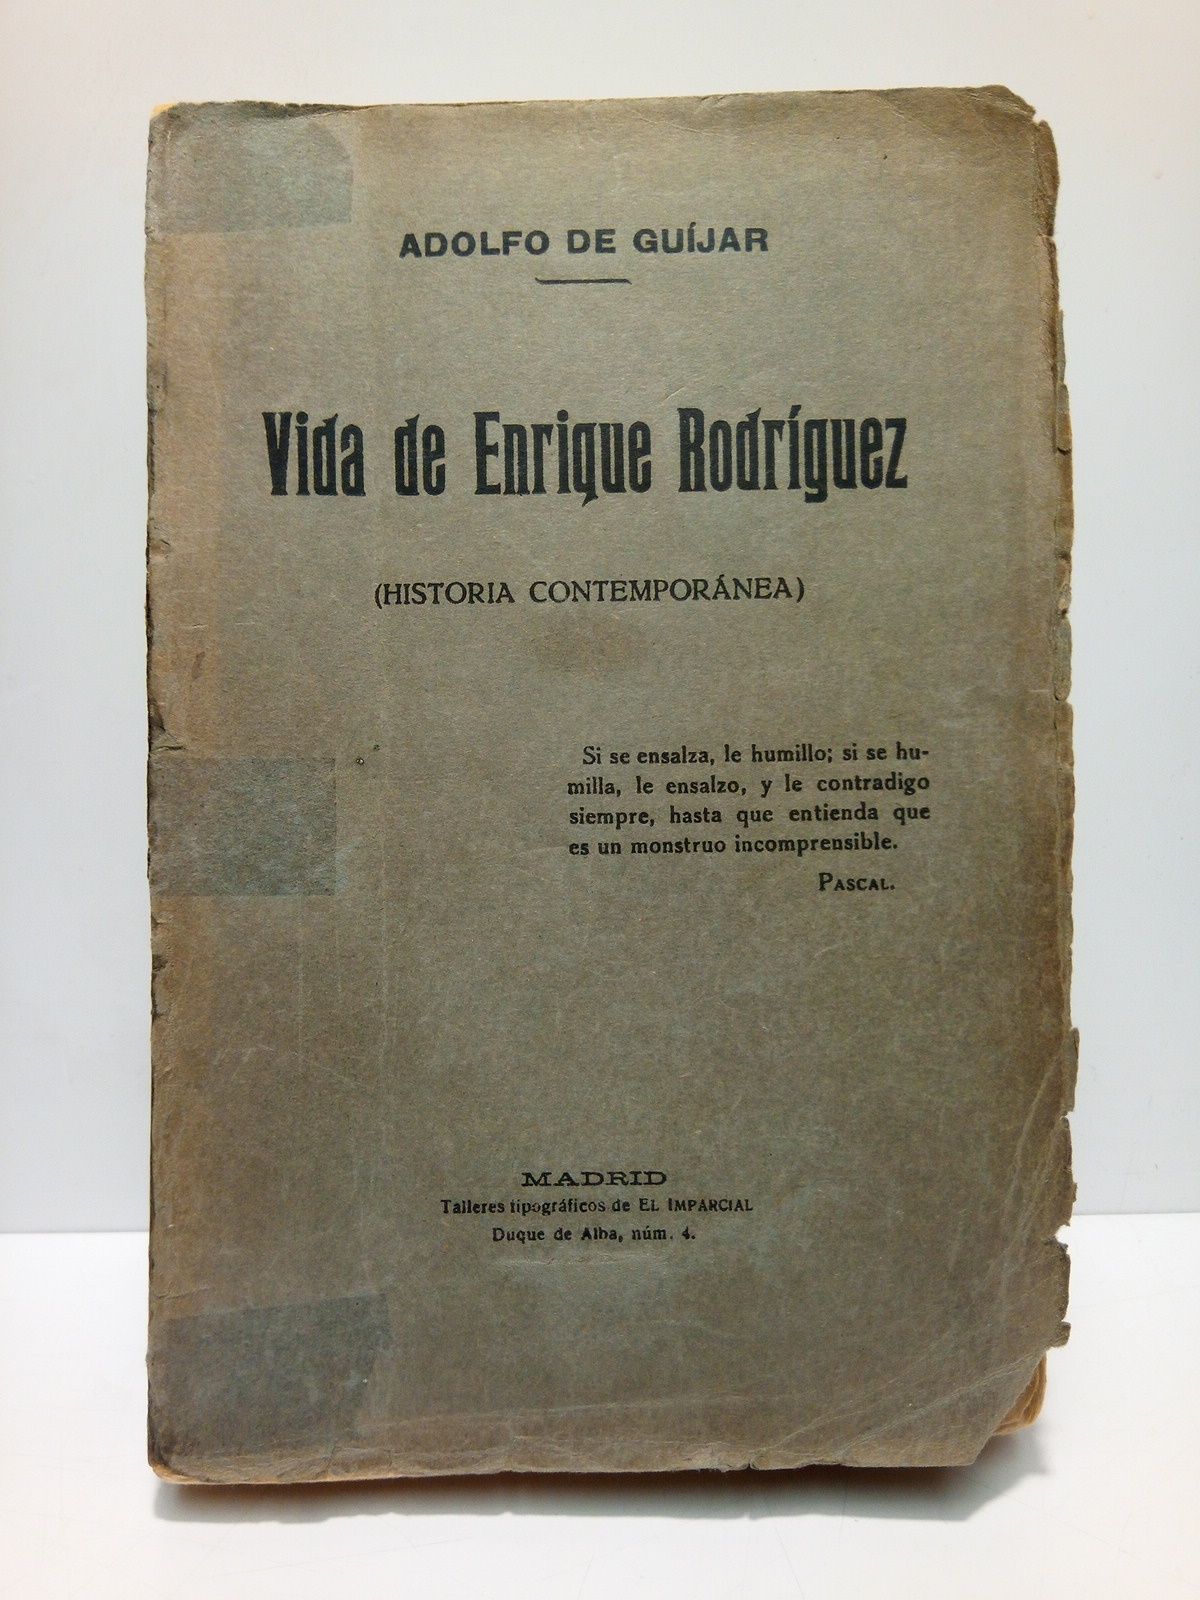 ADOLFO DE GUÍJAR
Vida de Enrique Rodríguez
(HISTORIA CONTEMPORÁNEA)
Si se ensalza, le humillo; si se hu-
milla, le ensalzo, y le contradigo
siempre, hasta que entienda que
es un monstruo incomprensible.
PASCAL.
MADRID
Talleres tipográficos de EL IMPARCIAL
Duque de Alba, núm. 4.